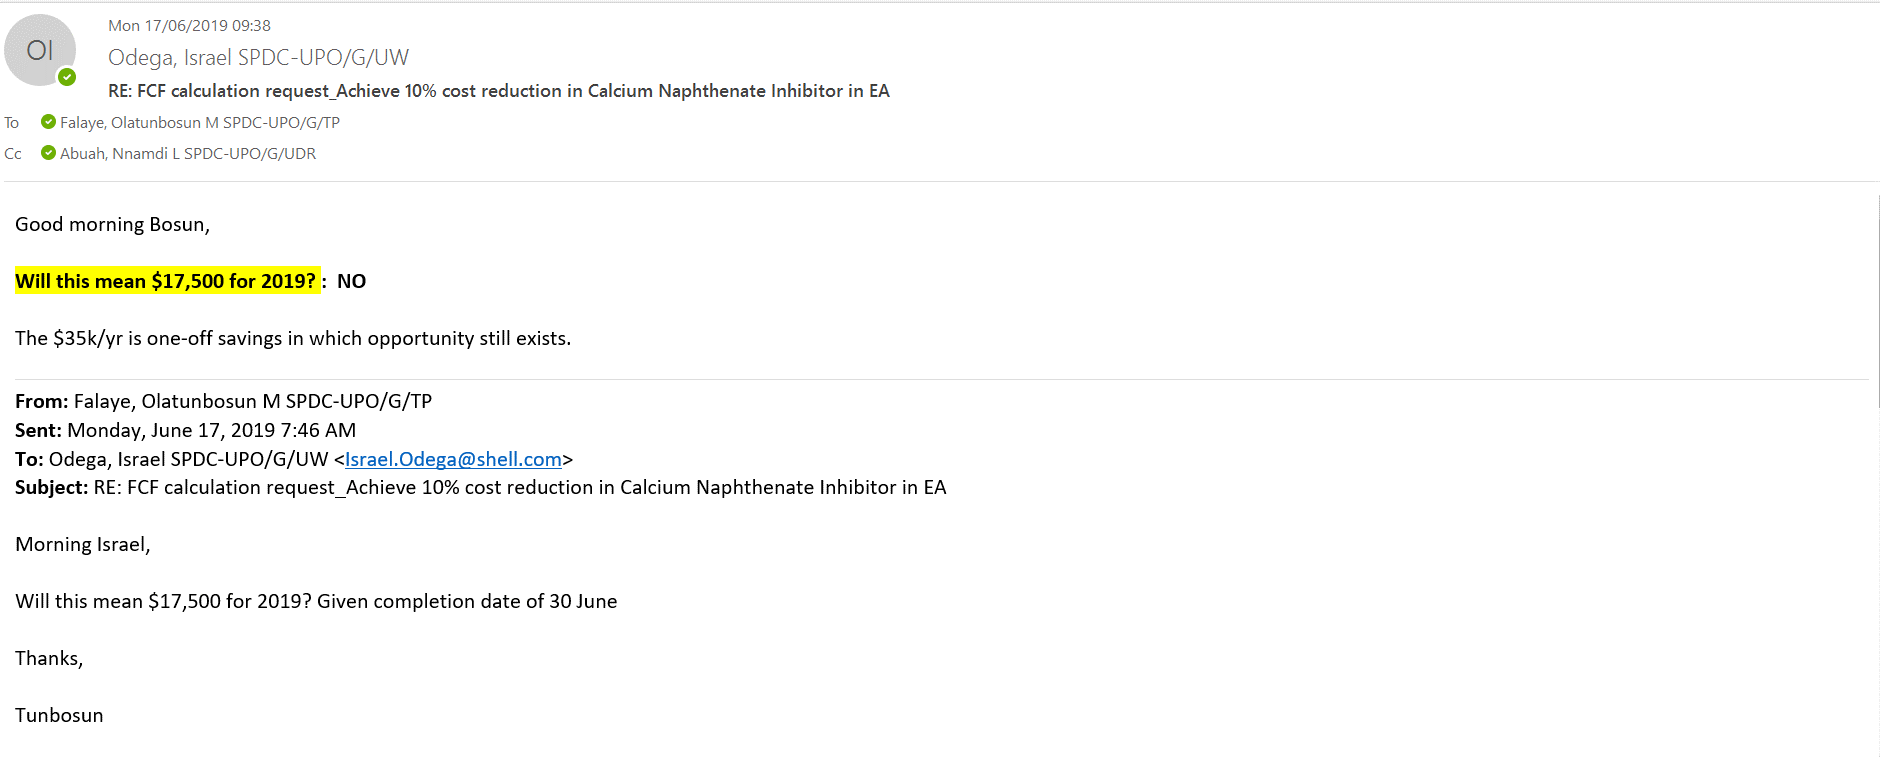 OI
Mon 17/06/2019 09:38
Odega, Israel SPDC-UPO/G/UW
RE: FCF calculation request_Achieve 10% cost reduction in Calcium Naphthenate Inhibitor in EA
To Falaye, Olatunbosun M SPDC-UPO/G/TP
Cc Abuah, Nnamdi L SPDC-UPO/G/UDR
Good morning Bosun,
Will this mean $17,500 for 2019? : NO
The $35k/yr is one-off savings in which opportunity still exists.
From: Falaye, Olatunbosun M SPDC-UPO/G/TP
Sent: Monday, June 17, 2019 7:46 AM
To: Odega, Israel SPDC-UPO/G/UW <Israel.Odega@shell.com>
Subject: RE: FCF calculation request_Achieve 10% cost reduction in Calcium Naphthenate Inhibitor in EA
Morning Israel,
Will this mean $17,500 for 2019? Given completion date of 30 June
Thanks,
Tunbosun